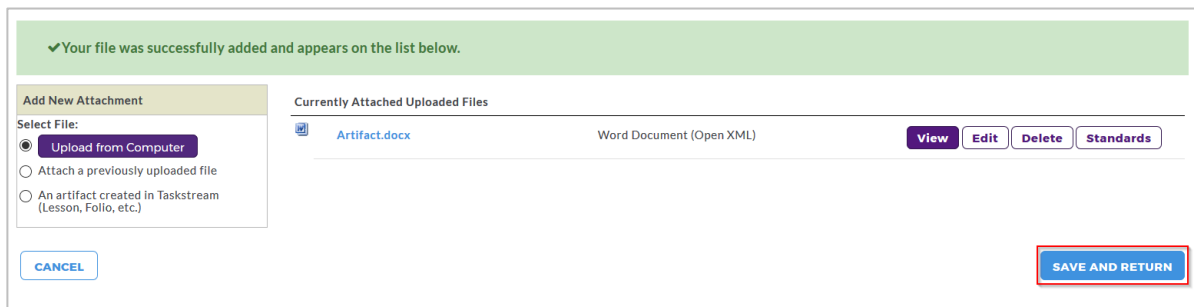 ✔Your file was successfully added and appears on the list below.
Add New Attachment
Select File:
Upload from Computer
Attach a previously uploaded file
An artifact created in Taskstream
(Lesson, Folio, etc.)
Currently Attached Uploaded Files
Artifact.docx Word Document (Open XML) View Edit Delete Standards
CANCEL SAVE AND RETURN